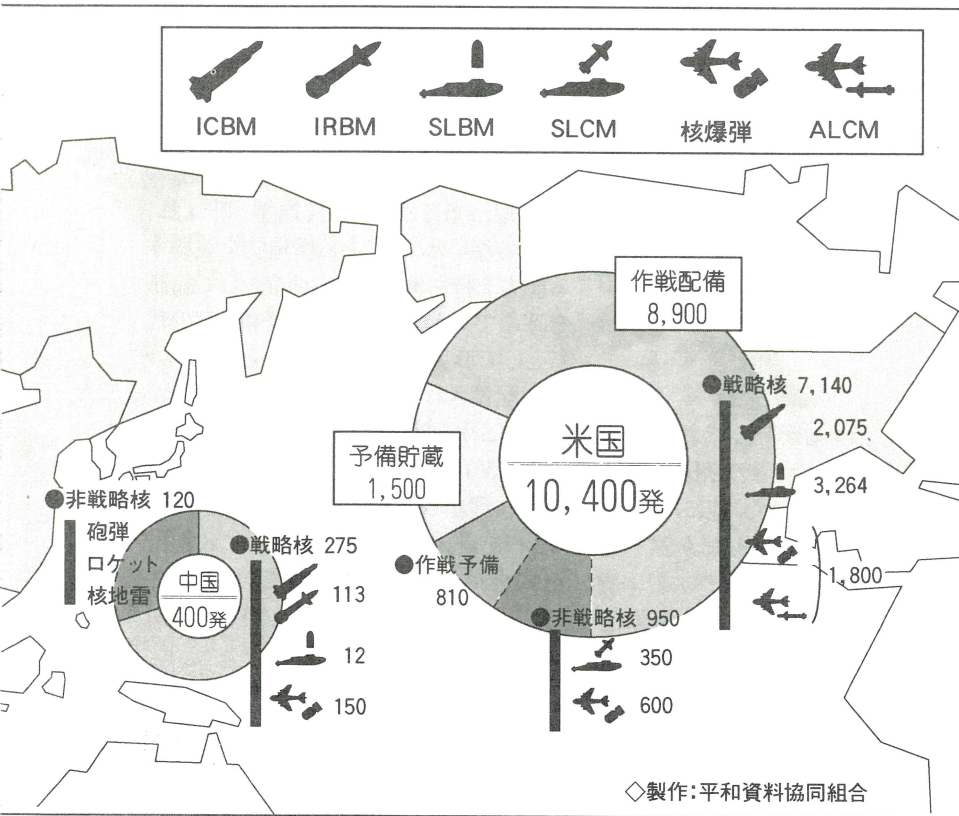 ICBM IRBM SLBM SLCM 核爆弾 ALCM
作戦配備
8,900
●戦略核 7,140
2,075
3,264
1,800
米国
10,400発
予備貯蔵
1,500
●作戦予備
810
●非戦略核 950
350
600
●非戦略核 120
砲弾
ロケット
核地雷
中国
400発
●戦略核 275
113
12
150
◇製作:平和資料協同組合